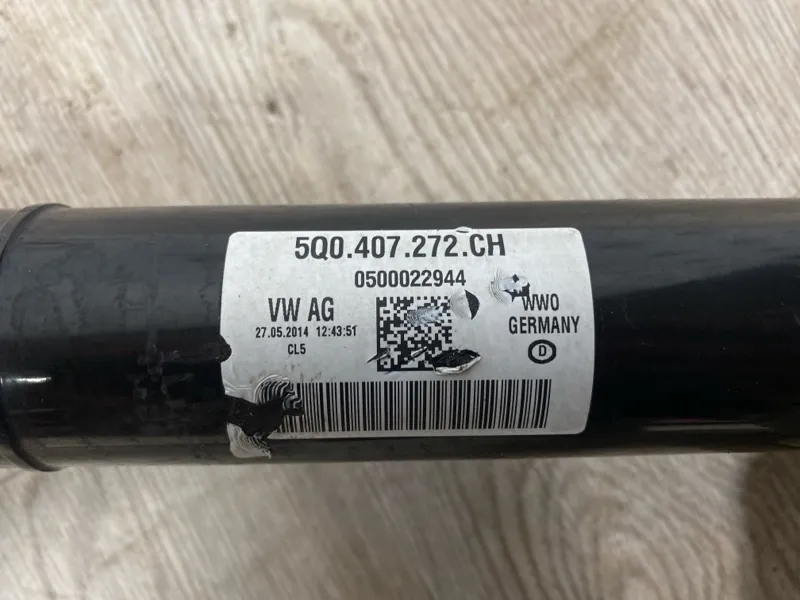 5Q0.407.272.CH
0500022944
VW AG
27.05.2014 12:43:51
CL5
WWO
GERMANY
D